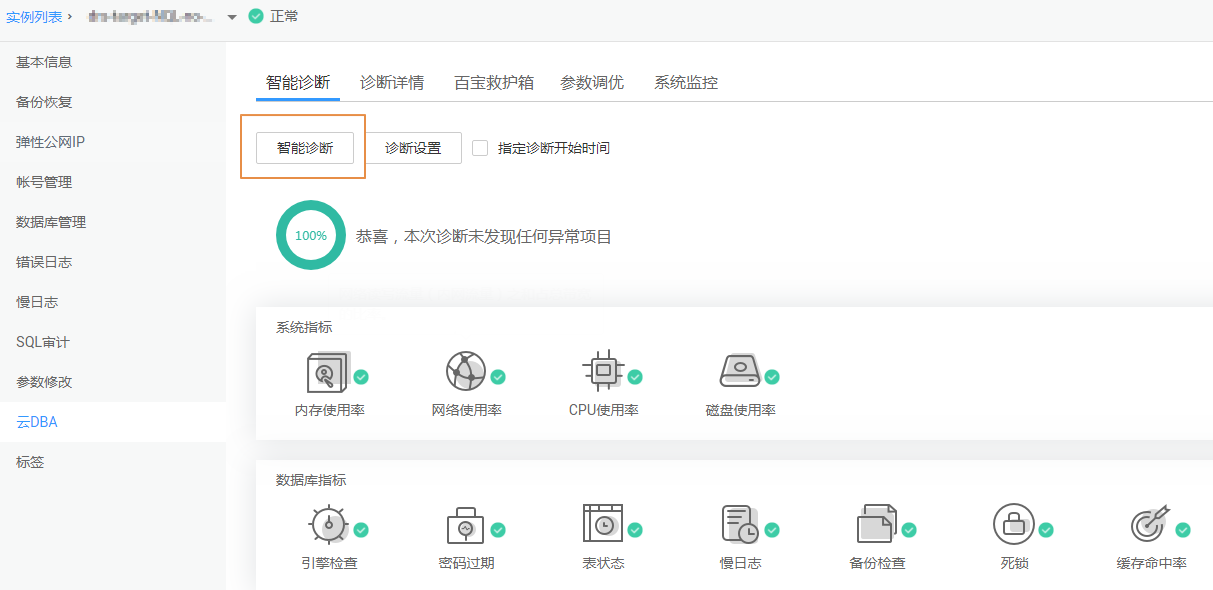 实例列表 ›
正常
基本信息
备份恢复
弹性公网IP
帐号管理
数据库管理
错误日志
慢日志
SQL审计
参数修改
云DBA
标签
智能诊断 诊断详情 百宝救护箱 参数调优 系统监控
智能诊断 诊断设置 指定诊断开始时间
100% 恭喜，本次诊断未发现任何异常项目
系统指标
内存使用率 网络使用率 CPU使用率 磁盘使用率
数据库指标
引擎检查 密码过期 表状态 慢日志 备份检查 死锁 缓存命中率